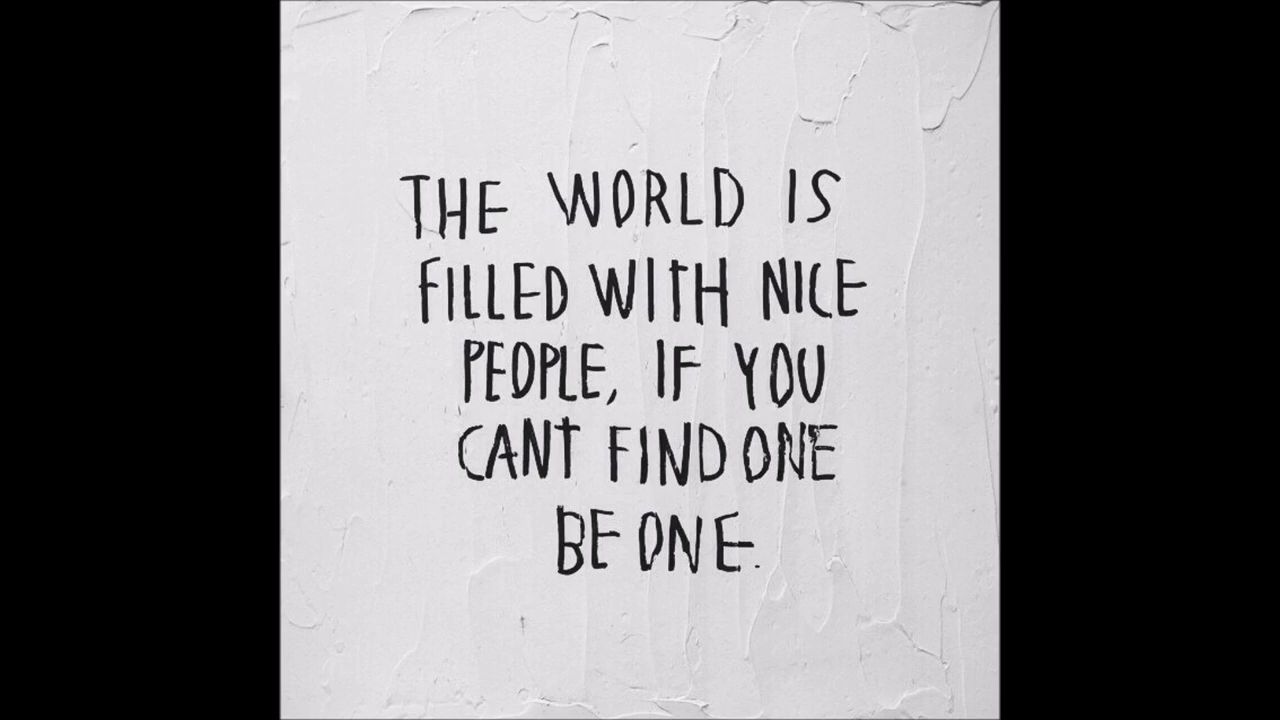 THE WORLD IS
FILLED WITH NICE
PEOPLE, IF YOU
CANT FIND ONE
BE ONE.